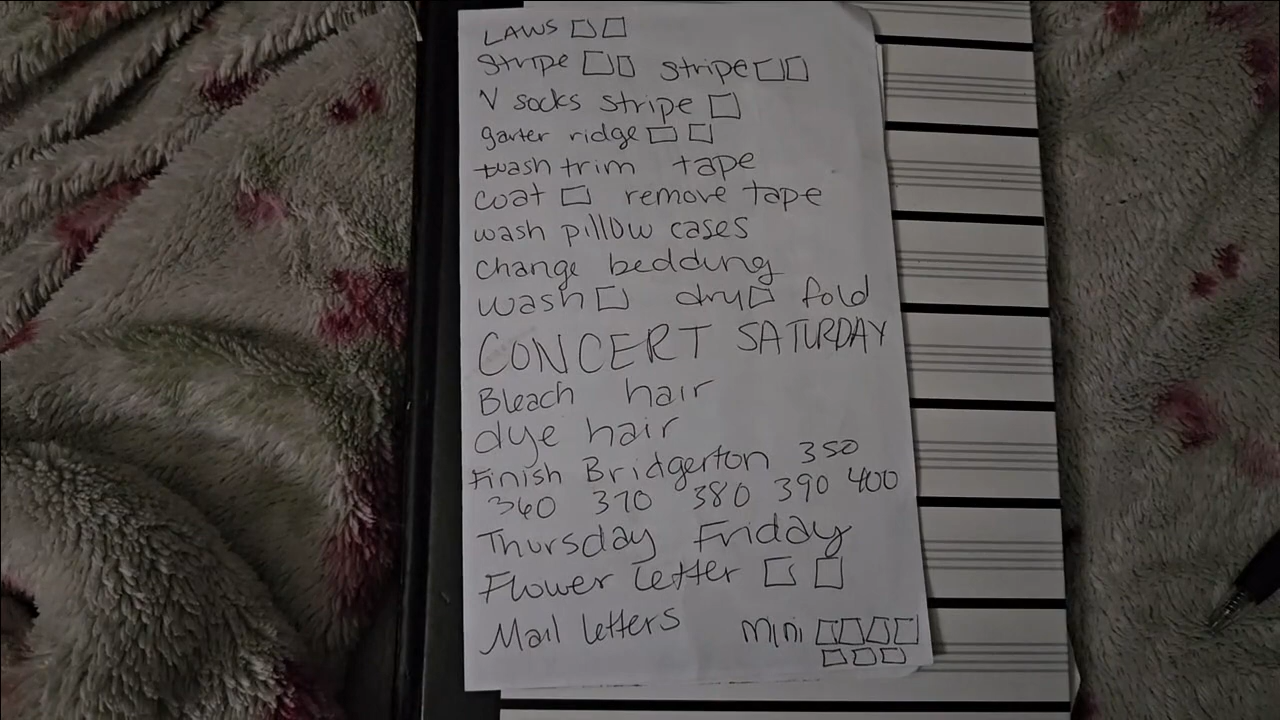 LAWS □ □
Stripe □ □ stripe □ □
V socks stripe □
garter ridge □ □
wash trim tape
coat □ remove tape
wash pillow cases
change bedding
wash □ dry □ fold
CONCERT SATURDAY
Bleach hair
dye hair
Finish Bridgerton 350
360 370 380 390 400
Thursday Friday
Flower Letter □ □
Mail letters
Mini □ □ □ □
□ □ □